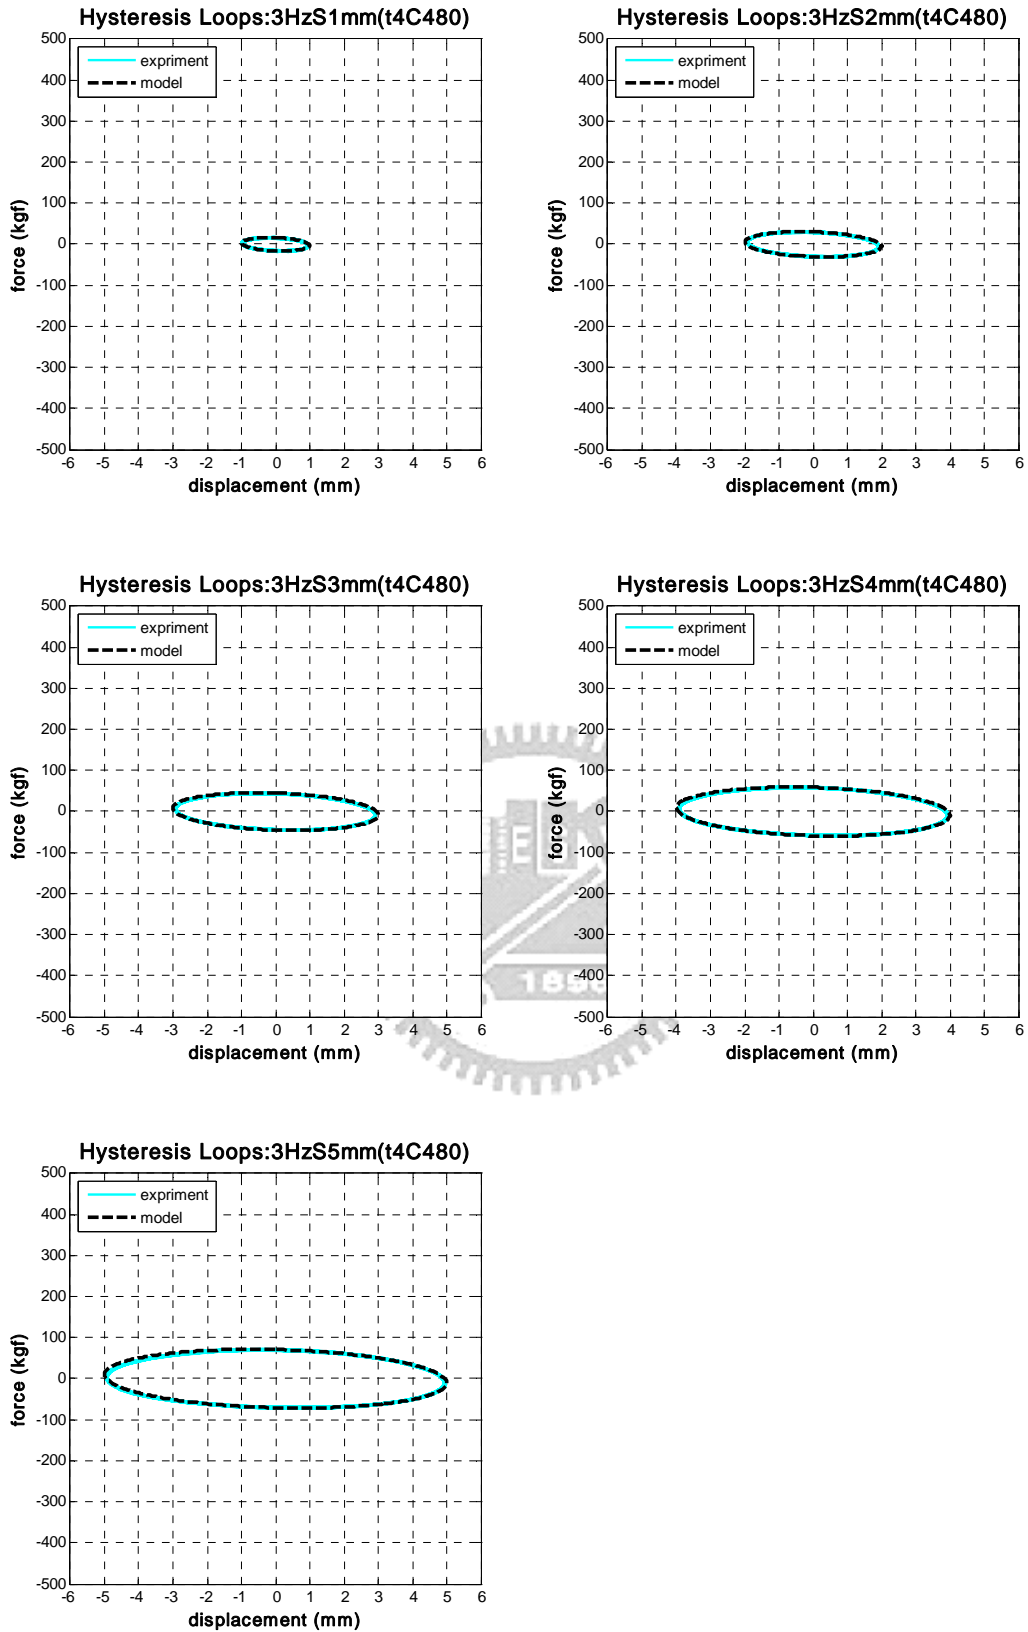 Hysteresis Loops:3HzS1mm(t4C480)
expriment
model
500
400
300
200
100
0
-100
-200
-300
-400
-500
force (kgf)
-6 -5 -4 -3 -2 -1 0 1 2 3 4 5 6
displacement (mm)
Hysteresis Loops:3HzS2mm(t4C480)
expriment
model
500
400
300
200
100
0
-100
-200
-300
-400
-500
force (kgf)
-6 -5 -4 -3 -2 -1 0 1 2 3 4 5 6
displacement (mm)
Hysteresis Loops:3HzS3mm(t4C480)
expriment
model
500
400
300
200
100
0
-100
-200
-300
-400
-500
force (kgf)
-6 -5 -4 -3 -2 -1 0 1 2 3 4 5 6
displacement (mm)
Hysteresis Loops:3HzS4mm(t4C480)
expriment
model
500
400
300
200
100
0
-100
-200
-300
-400
-500
force (kgf)
-6 -5 -4 -3 -2 -1 0 1 2 3 4 5 6
displacement (mm)
Hysteresis Loops:3HzS5mm(t4C480)
expriment
model
500
400
300
200
100
0
-100
-200
-300
-400
-500
force (kgf)
-6 -5 -4 -3 -2 -1 0 1 2 3 4 5 6
displacement (mm)